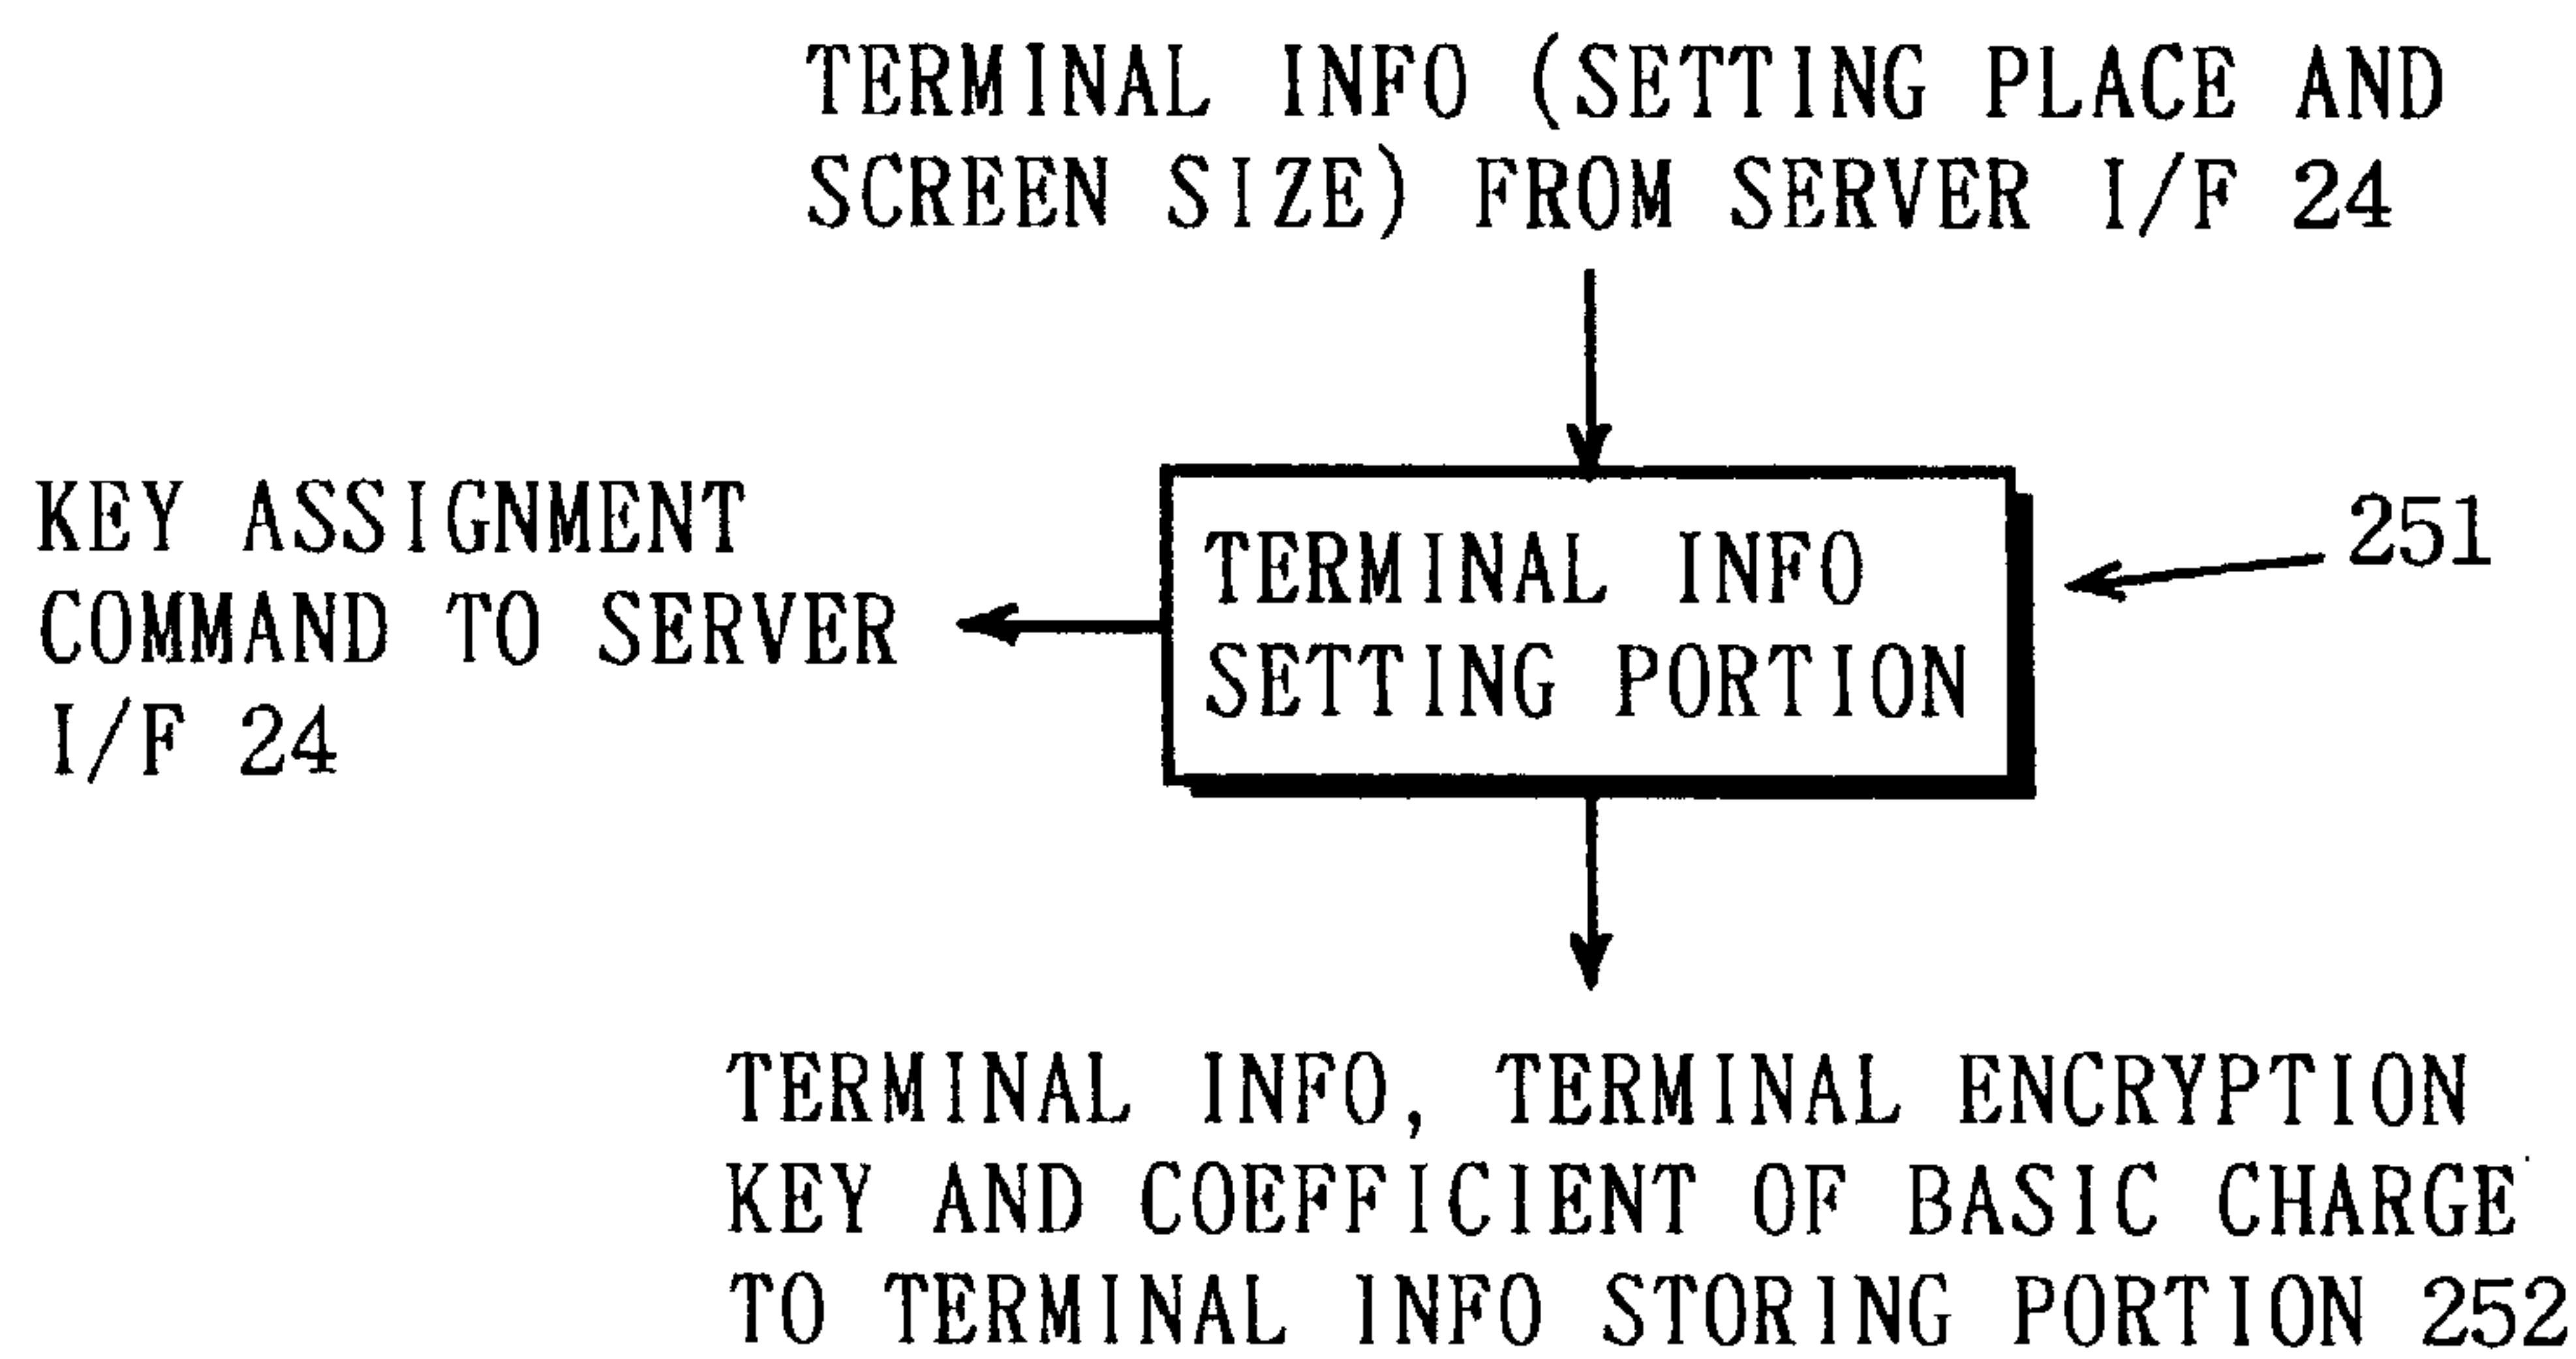 TERMINAL INFO (SETTING PLACE AND
SCREEN SIZE) FROM SERVER I/F 24
KEY ASSIGNMENT
COMMAND TO SERVER
I/F 24
TERMINAL INFO
SETTING PORTION
251
TERMINAL INFO, TERMINAL ENCRYPTION
KEY AND COEFFICIENT OF BASIC CHARGE
TO TERMINAL INFO STORING PORTION 252